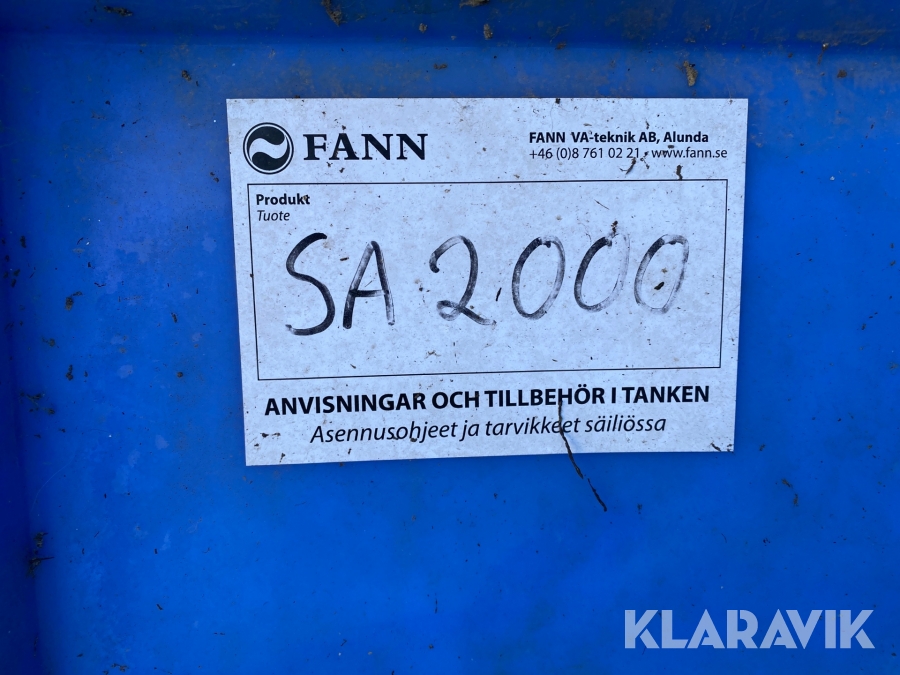 FANN
FANN VA-teknik AB, Alunda
+46 (0)8 761 02 21 • www.fann.se
Produkt
Tuote
SA 2000
ANVISNINGAR OCH TILLBEHÖR I TANKEN
Asennusohjeet ja tarvikkeet säiliössä
KLARAVIK